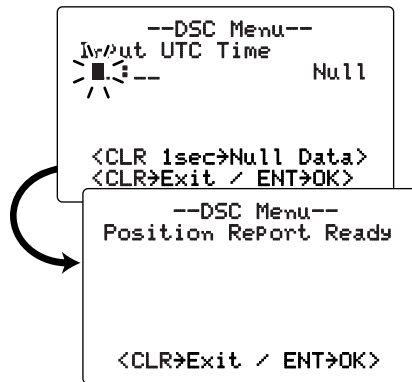 --DSC Menu--
Input UTC Time
:__ Null
<CLR 1sec→Null Data>
<CLR→Exit / ENT→OK>
--DSC Menu--
Position RePort Ready
<CLR→Exit / ENT→OK>